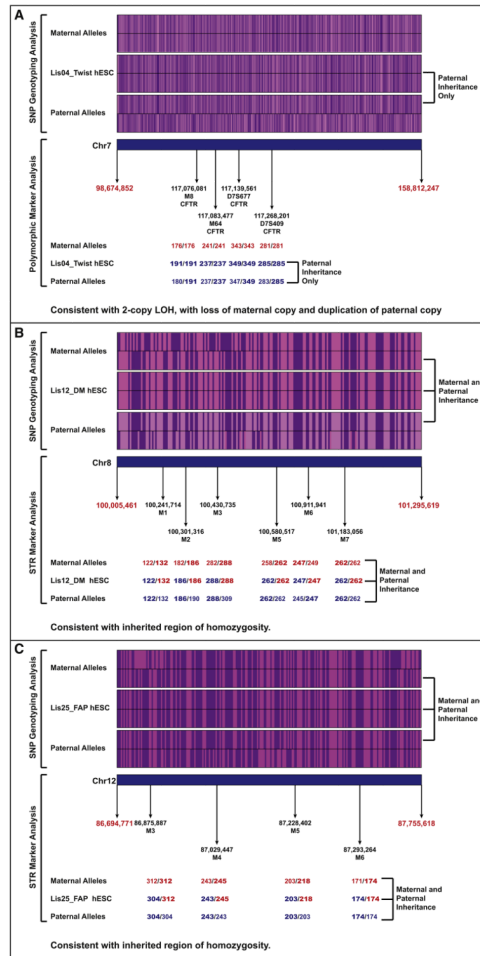 A
SNP Genotyping Analysis
Maternal Alleles
Lis04_Twist hESC
Paternal Alleles
Paternal
Inheritance
Only
Polymorphic Marker Analysis
Chr7
98,674,852
158,812,247
117,076,081
M8
CFTR
117,139,561
D7S677
CFTR
117,083,477
M64
CFTR
117,268,201
D7S409
CFTR
Maternal Alleles 176/176 241/241 343/343 281/281
Lis04_Twist hESC 191/191 237/237 349/349 285/285
Paternal Alleles 180/191 237/237 347/349 283/285
Paternal
Inheritance
Only
Consistent with 2-copy LOH, with loss of maternal copy and duplication of paternal copy
B
SNP Genotyping Analysis
Maternal Alleles
Lis12_DM hESC
Paternal Alleles
Maternal and
Paternal
Inheritance
STR Marker Analysis
Chr8
100,005,461
101,295,619
100,241,714
M1
100,430,735
M3
100,911,941
M6
100,301,316
M2
100,580,517
M5
101,183,056
M7
Maternal Alleles 122/132 182/186 282/288 258/262 247/249 262/262
Lis12_DM hESC 122/132 186/186 288/288 262/262 247/247 262/262
Paternal Alleles 122/132 186/190 288/309 262/262 245/247 262/262
Maternal and
Paternal
Inheritance
Consistent with inherited region of homozygosity.
C
SNP Genotyping Analysis
Maternal Alleles
Lis25_FAP hESC
Paternal Alleles
Maternal and
Paternal
Inheritance
STR Marker Analysis
Chr12
86,694,771
87,755,618
86,875,887
M3
87,228,402
M5
87,029,447
M4
87,293,264
M6
Maternal Alleles 312/312 243/245 203/218 171/174
Lis25_FAP hESC 304/312 243/245 203/218 174/174
Paternal Alleles 304/304 243/243 203/203 174/174
Maternal and
Paternal
Inheritance
Consistent with inherited region of homozygosity.